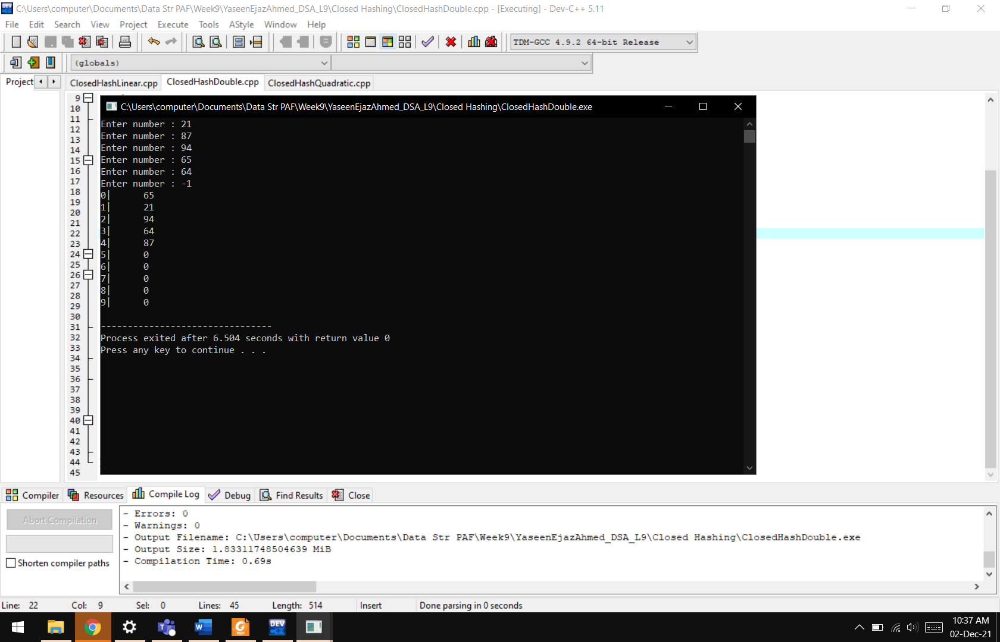 C:\Users\computer\Documents\Data Str PAF\Week9\YaseenEjazAhmed_DSA_L9\Closed Hashing\ClosedHashDouble.cpp - [Executing] - Dev-C++ 5.11
File Edit Search View Project Execute Tools AStyle Window Help
TDM-GCC 4.9.2 64-bit Release
(globals)
Project ClosedHashLinear.cpp ClosedHashDouble.cpp ClosedHashQuadratic.cpp
9
10
11
12
13
14
15
16
17
18
19
20
21
22
23
24
25
26
27
28
29
30
31
32
33
34
35
36
37
38
39
40
41
42
43
44
45
C:\Users\computer\Documents\Data Str PAF\Week9\YaseenEjazAhmed_DSA_L9\Closed Hashing\ClosedHashDouble.exe
Enter number : 21
Enter number : 87
Enter number : 94
Enter number : 65
Enter number : 64
Enter number : -1
0| 65
1| 21
2| 94
3| 64
4| 87
5| 0
6| 0
7| 0
8| 0
9| 0
--------------------------------
Process exited after 6.504 seconds with return value 0
Press any key to continue . . .
Compiler Resources Compile Log Debug Find Results Close
Abort Compilation
Shorten compiler paths
- Errors: 0
- Warnings: 0
- Output Filename: C:\Users\computer\Documents\Data Str PAF\Week9\YaseenEjazAhmed_DSA_L9\Closed Hashing\ClosedHashDouble.exe
- Output Size: 1.83311748504639 MiB
- Compilation Time: 0.69s
Line: 22 Col: 9 Sel: 0 Lines: 45 Length: 514 Insert Done parsing in 0 seconds
10:37 AM
02-Dec-21